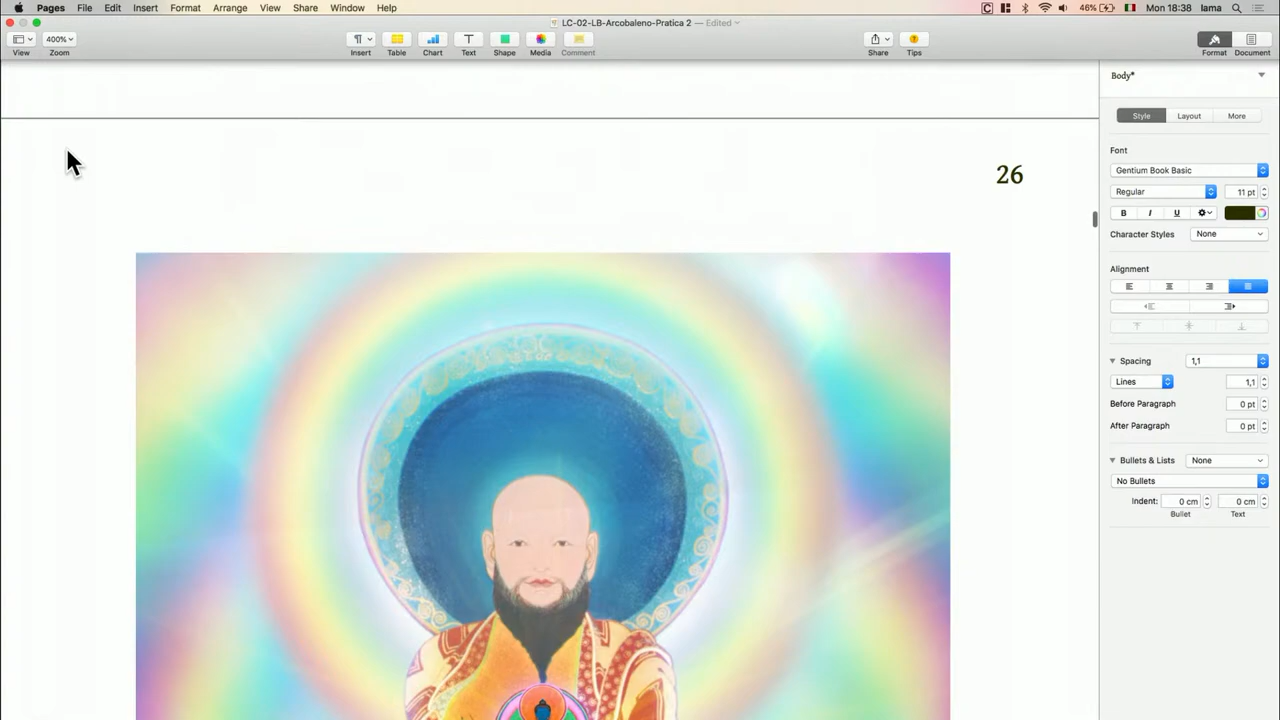 Pages File Edit Insert Format Arrange View Share Window Help 46% Mon 18:38 lama
LC-02-LB-Arcobaleno-Pratica 2 — Edited
400%
View Zoom Insert Table Chart Text Shape Media Comment Share Tips Format Document
Body*
Style Layout More
26
Font
Gentium Book Basic
Regular 11 pt
B I U
Character Styles None
Alignment
Spacing 1,1
Lines 1,1
Before Paragraph 0 pt
After Paragraph 0 pt
Bullets & Lists None
No Bullets
Indent: 0 cm 0 cm
Bullet Text